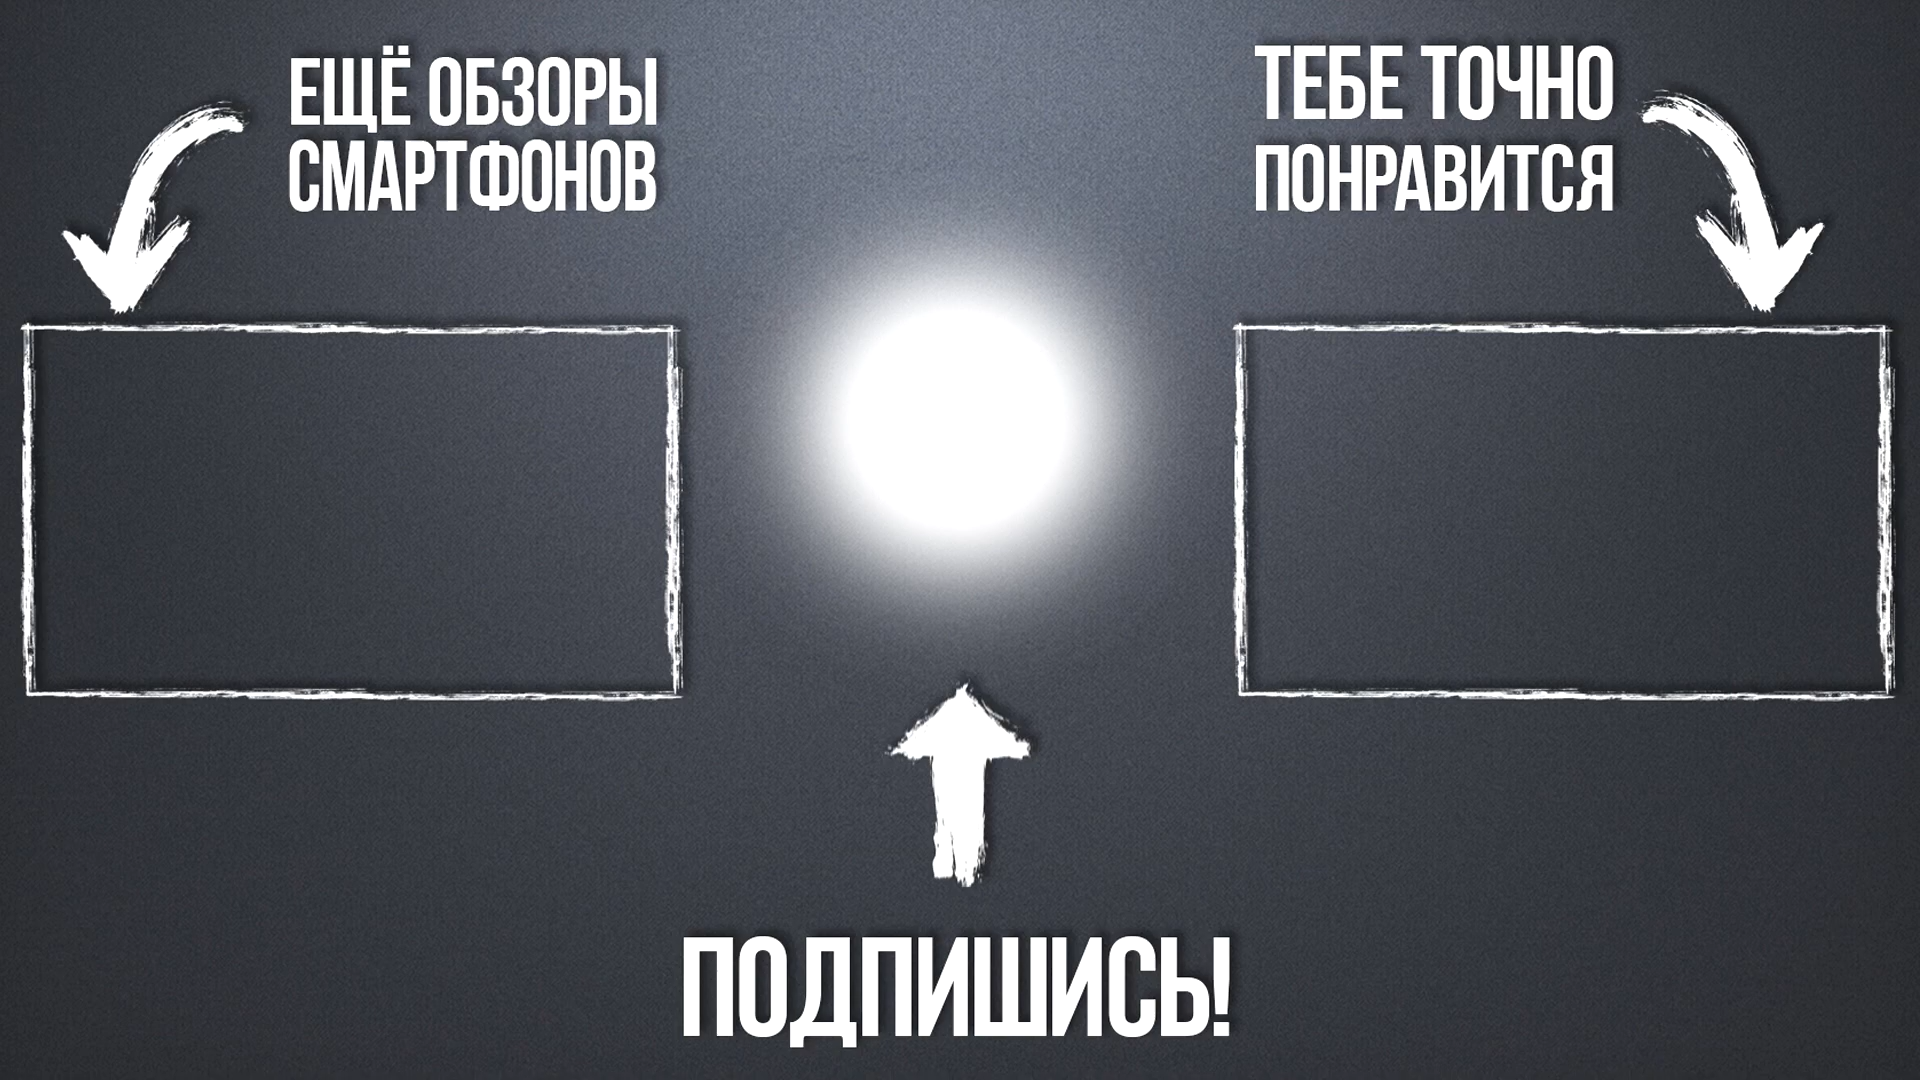 ЕЩЁ ОБЗОРЫ
СМАРТФОНОВ
ТЕБЕ ТОЧНО
ПОНРАВИТСЯ
ПОДПИШИСЬ!